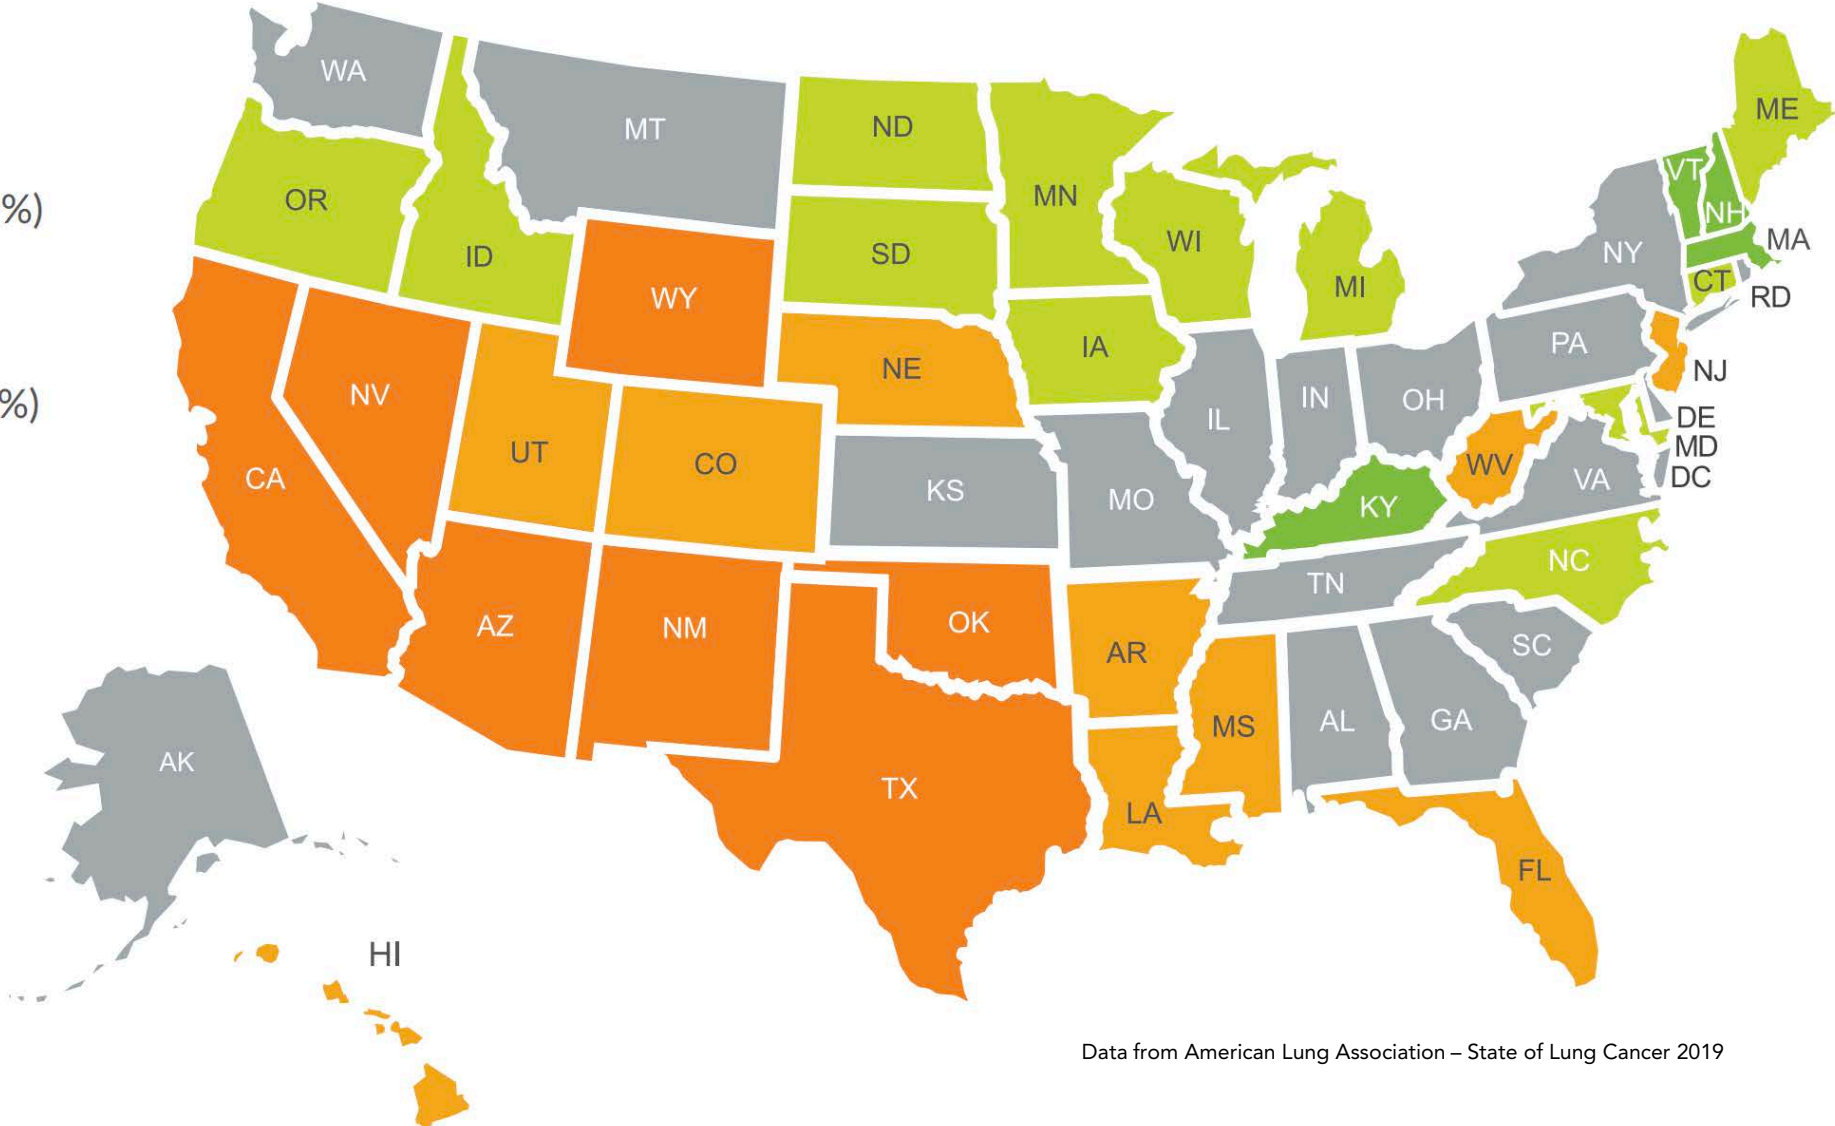 WA
MT
ND
ME
VT
%)
OR
MN
NH
WI
MA
ID
SD
NY
WY
MI
CT
RD
IA
PA
NE
NJ
NV
IN
OH
IL
DE
UT
CO
MD
CA
WV
DC
KS
MO
VA
KY
%)
NC
TN
AZ
NM
OK
AR
SC
MS
AL
GA
AK
TX
LA
FL
HI
Data from American Lung Association – State of Lung Cancer 2019